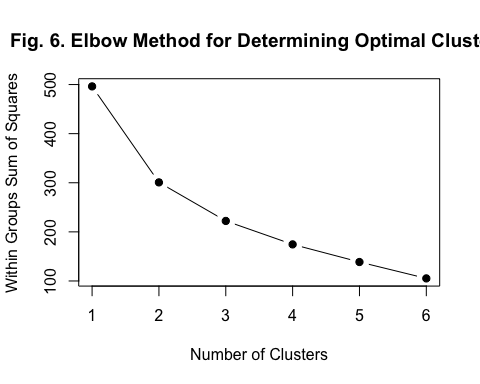 Fig. 6. Elbow Method for Determining Optimal Clust
Within Groups Sum of Squares
500
400
300
200
100
1 2 3 4 5 6
Number of Clusters